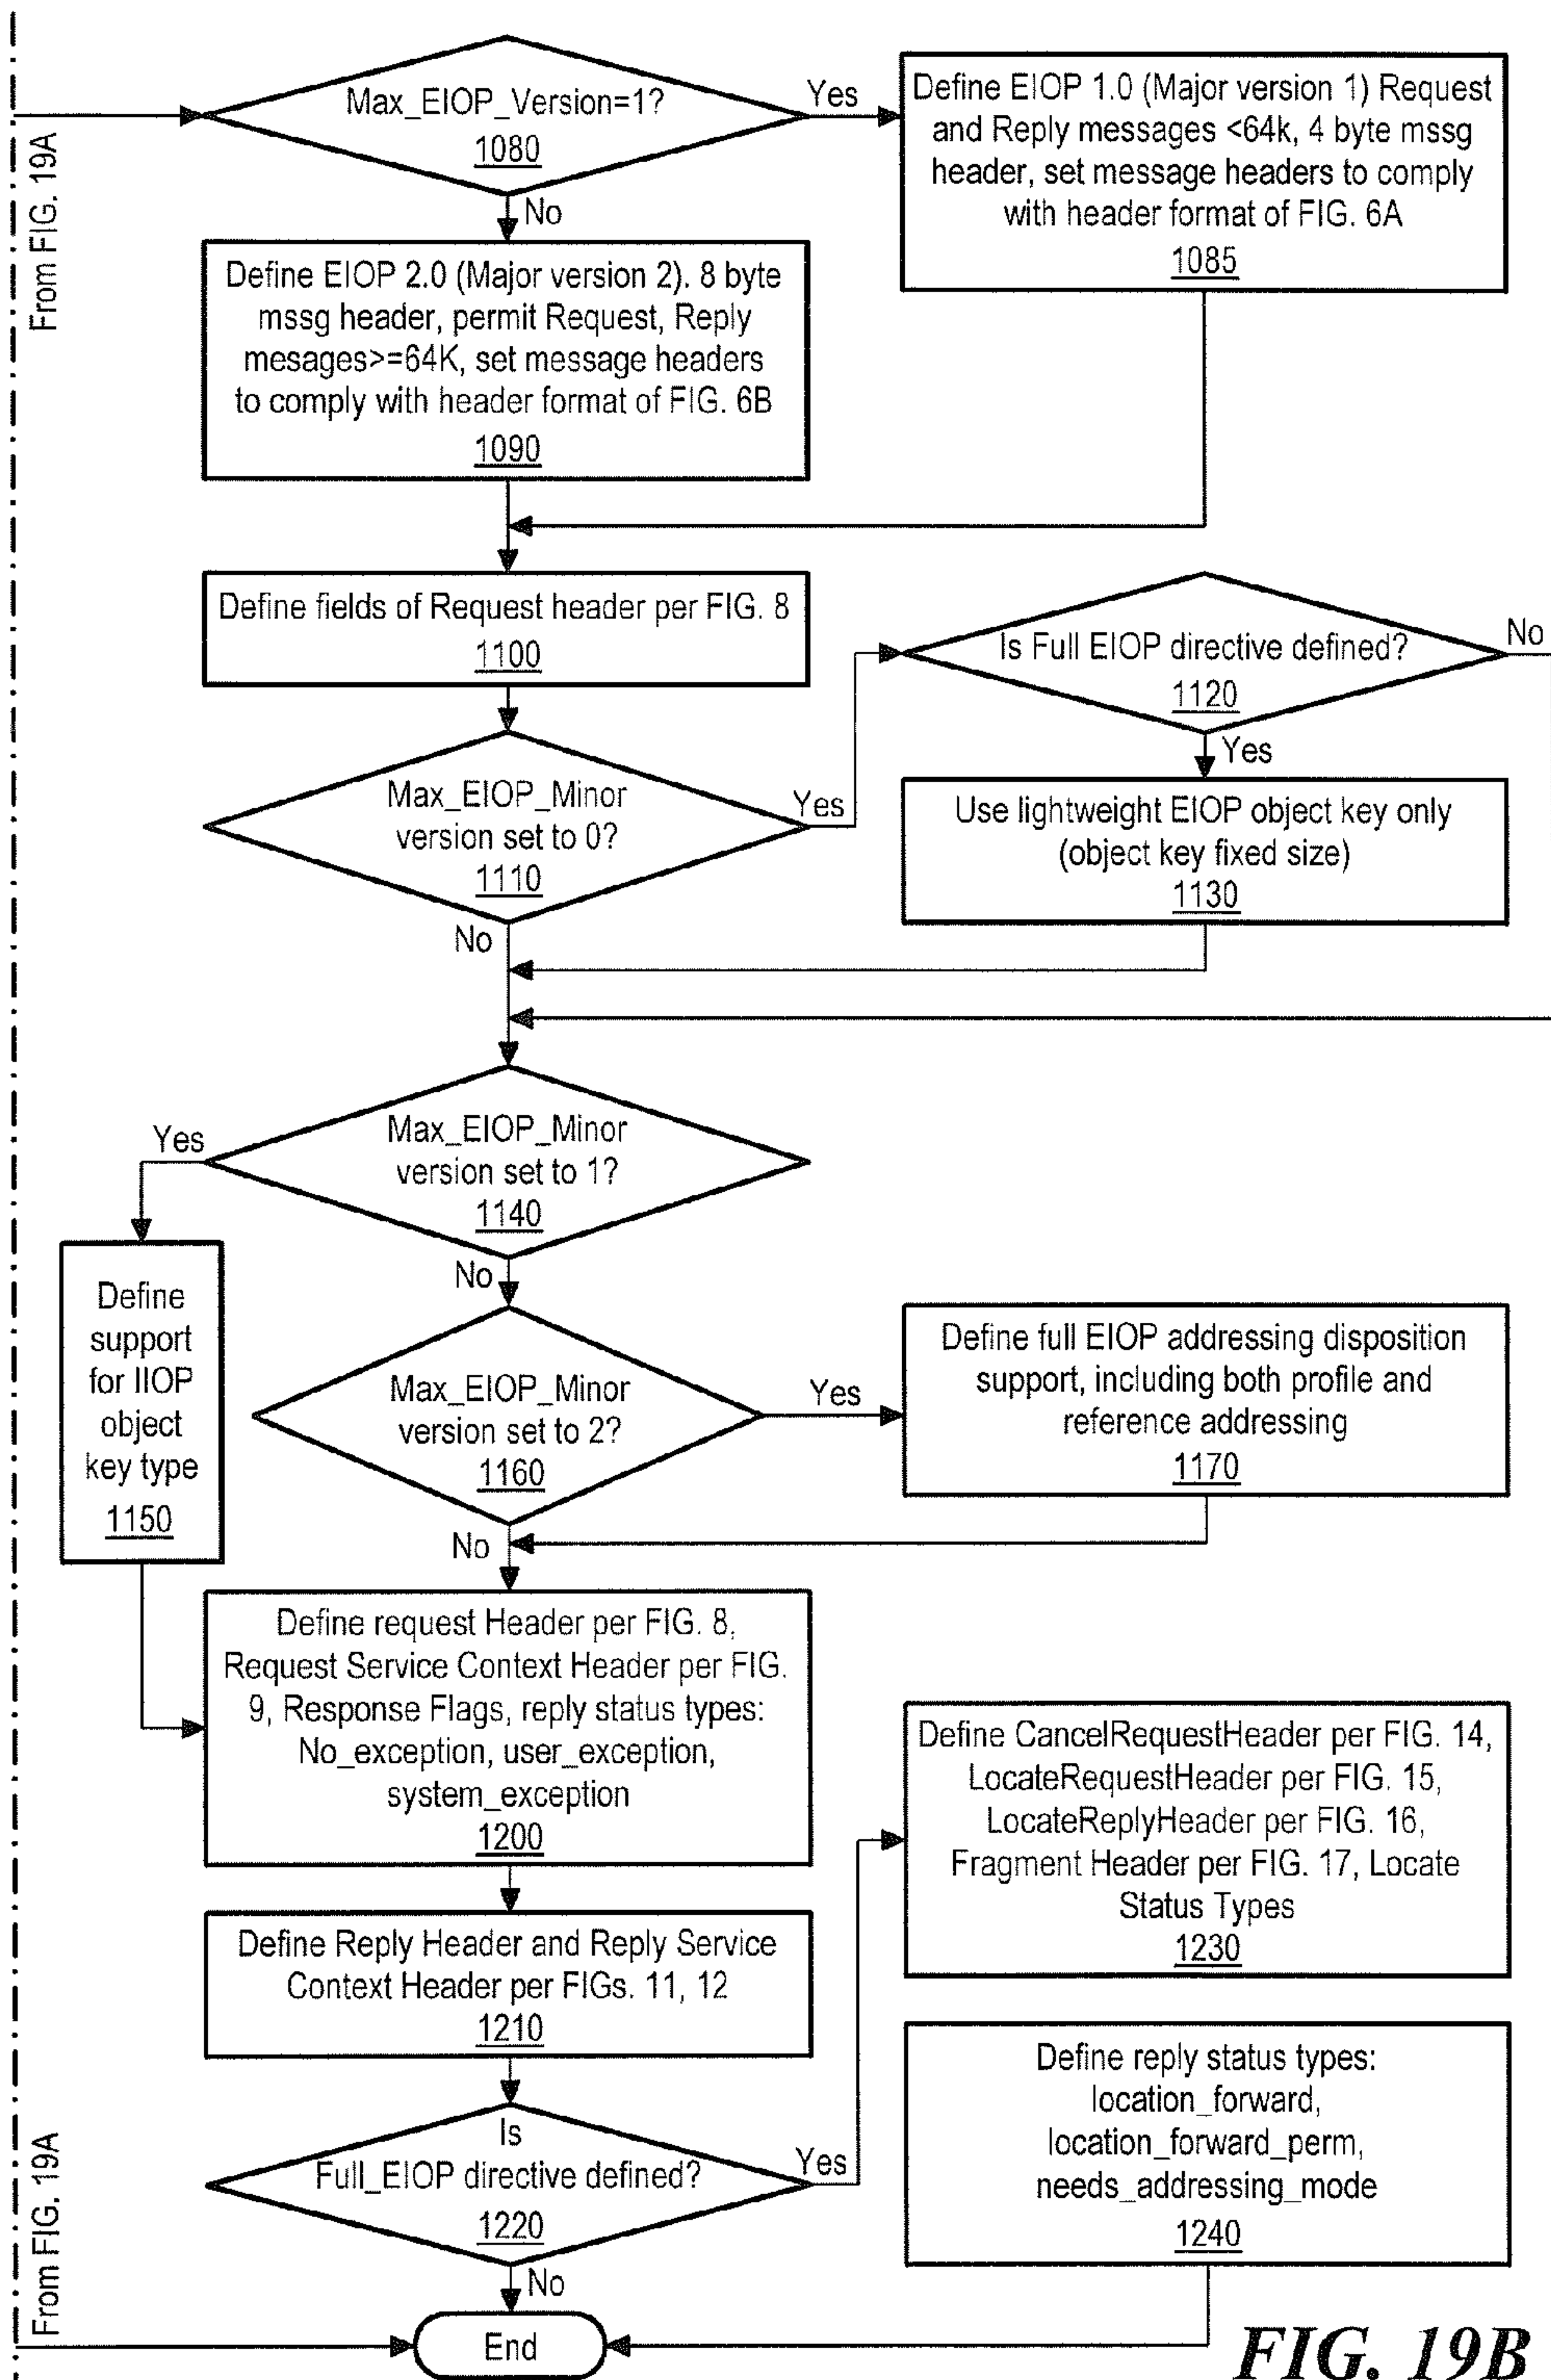 From FIG. 19A
Max_EIOP_Version=1?
1080
Yes
No
Define EIOP 1.0 (Major version 1) Request
and Reply messages <64k, 4 byte mssg
header, set message headers to comply
with header format of FIG. 6A
1085
Define EIOP 2.0 (Major version 2). 8 byte
mssg header, permit Request, Reply
mesages>=64K, set message headers
to comply with header format of FIG. 6B
1090
Define fields of Request header per FIG. 8
1100
Is Full EIOP directive defined?
1120
No
Yes
Max_EIOP_Minor
version set to 0?
1110
Yes
No
Use lightweight EIOP object key only
(object key fixed size)
1130
Max_EIOP_Minor
version set to 1?
1140
Yes
No
Define
support
for IIOP
object
key type
1150
Max_EIOP_Minor
version set to 2?
1160
Yes
No
Define full EIOP addressing disposition
support, including both profile and
reference addressing
1170
Define request Header per FIG. 8,
Request Service Context Header per FIG.
9, Response Flags, reply status types:
No_exception, user_exception,
system_exception
1200
Define CancelRequestHeader per FIG. 14,
LocateRequestHeader per FIG. 15,
LocateReplyHeader per FIG. 16,
Fragment Header per FIG. 17, Locate
Status Types
1230
Define Reply Header and Reply Service
Context Header per FIGs. 11, 12
1210
Define reply status types:
location_forward,
location_forward_perm,
needs_addressing_mode
1240
Is
Full_EIOP directive defined?
1220
Yes
No
From FIG. 19A
End
FIG. 19B